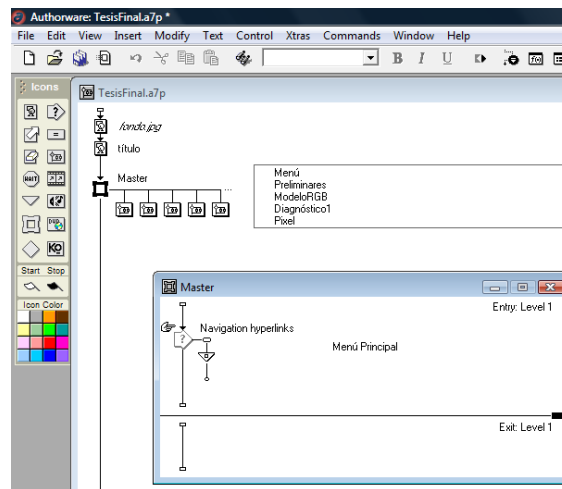 Authorware: TesisFinal.a7p *
File Edit View Insert Modify Text Control Xtras Commands Window Help
B I U
Icons
TesisFinal.a7p
fondo.jpg
título
Master
...
Menú
Preliminares
ModeloRGB
Diagnóstico1
Pixel
WAIT
KO
Start Stop
Icon Color
Master
Entry: Level 1
Navigation hyperlinks
?
Menú Principal
Exit: Level 1